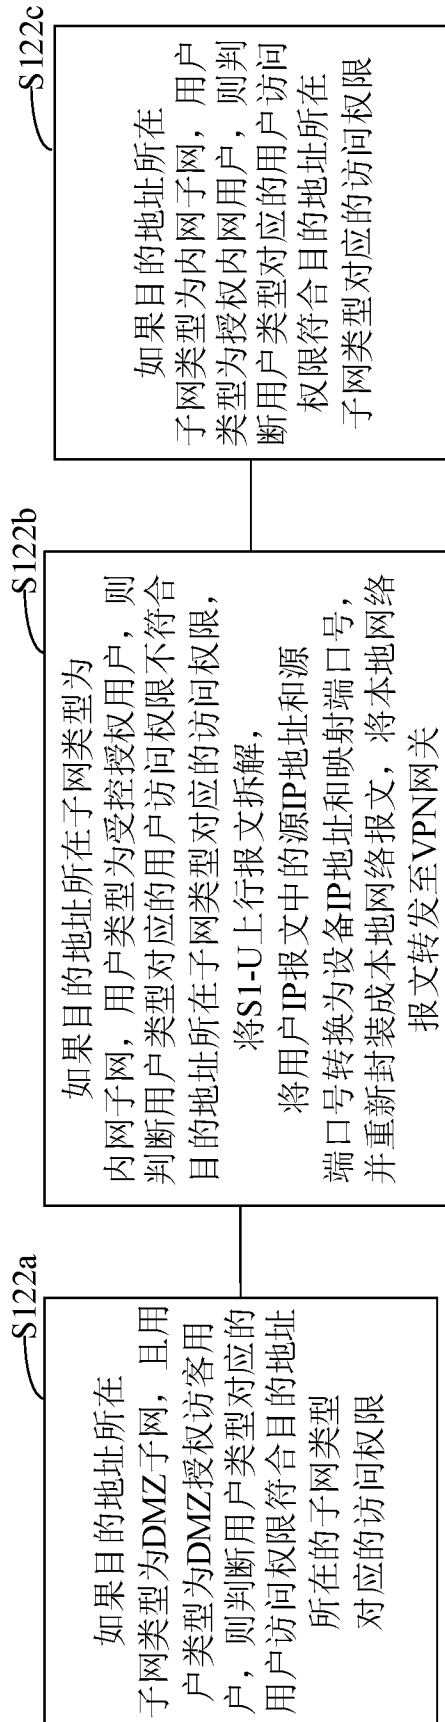 S122a
如果目的地址所在
子网类型为DMZ子网，且用
户类型为DMZ授权访客用
户，则判断用户类型对应的
用户访问权限符合目的地址
所在的子网类型
对应的访问权限
S122b
如果目的地址所在子网类型为
内网子网，用户类型为受控授权用户，则
判断用户类型对应的用户访问权限不符合
目的地址所在子网类型对应的访问权限，
将S1-U上行报文拆解，
将用户IP报文中的源IP地址和源
端口号转换为设备IP地址和映射端口号，
并重新封装成本地网络报文，将本地网络
报文转发至VPN网关
S122c
如果目的地址所在
子网类型为内网子网，用户
类型为授权内网用户，则判
断用户类型对应的用户访问
权限符合目的地址所在
子网类型对应的访问权限